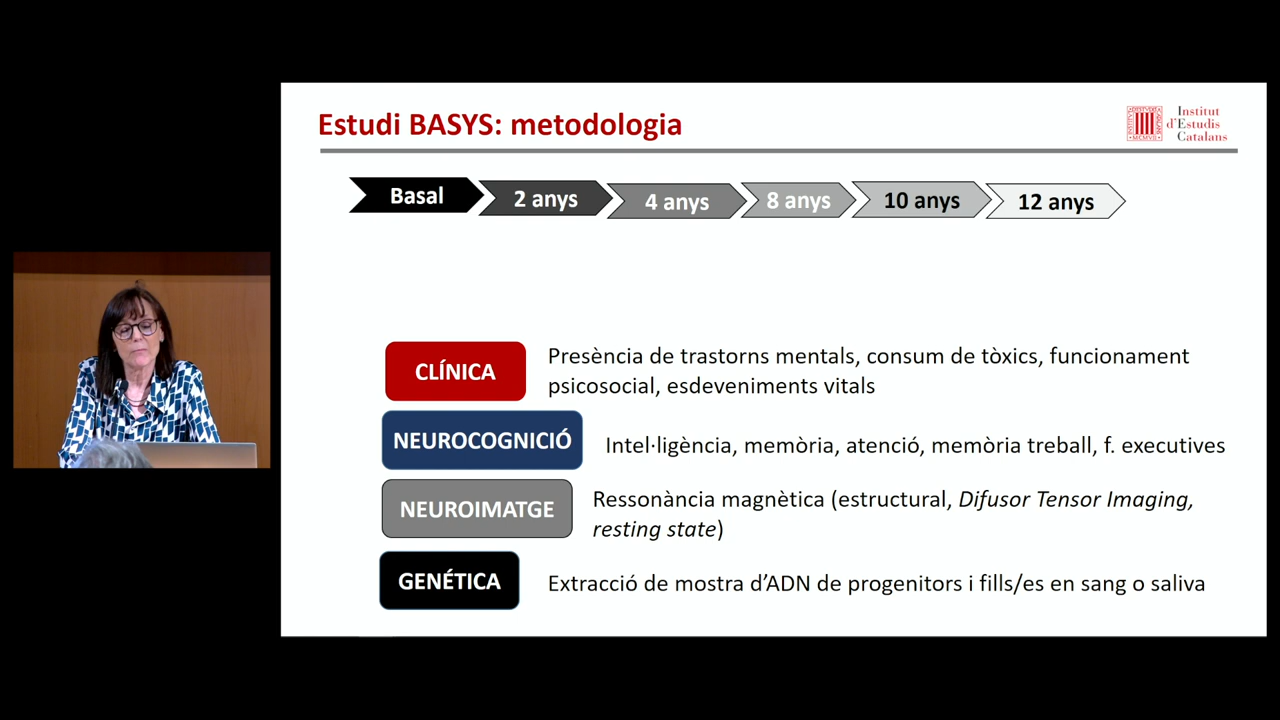 Estudi BASYS: metodologia
Institut
d'Estudis
Catalans
Basal
2 anys
4 anys
8 anys
10 anys
12 anys
CLÍNICA
Presència de trastorns mentals, consum de tòxics, funcionament
psicosocial, esdeveniments vitals
NEUROCOGNICIÓ
Intel·ligència, memòria, atenció, memòria treball, f. executives
NEUROIMATGE
Ressonància magnètica (estructural, Difusor Tensor Imaging,
resting state)
GENÉTICA
Extracció de mostra d'ADN de progenitors i fills/es en sang o saliva